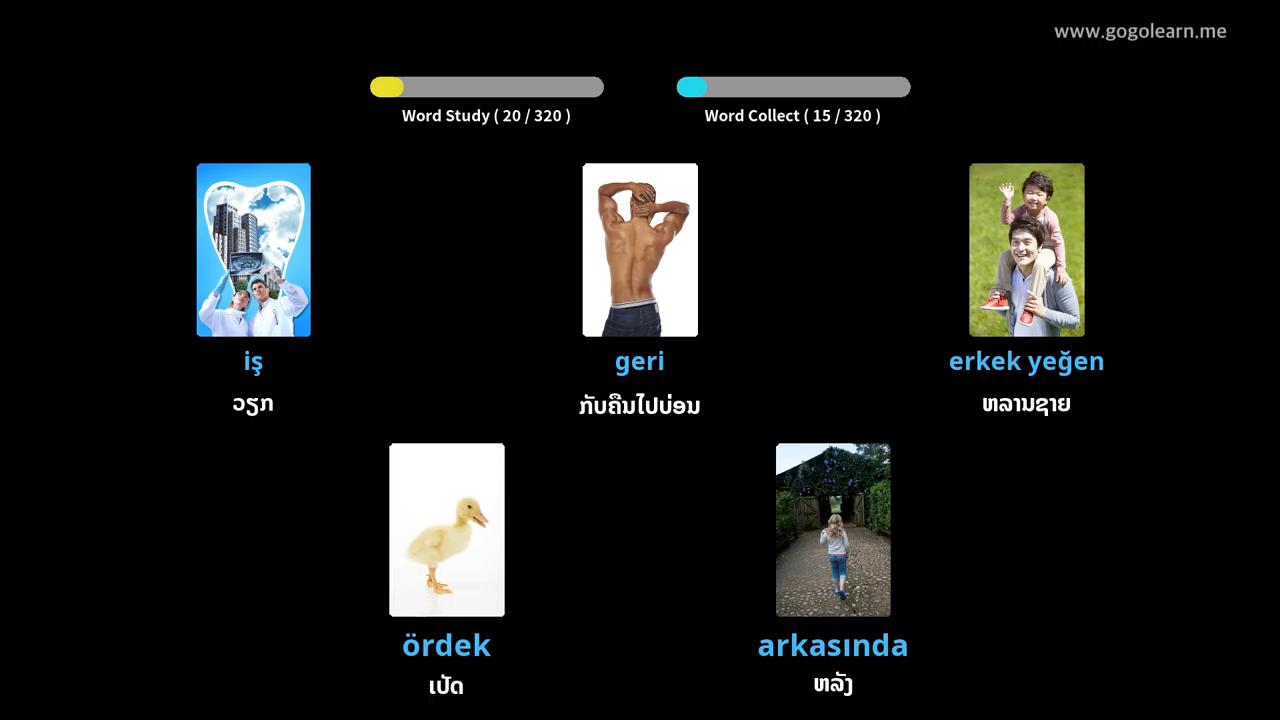 www.gogolearn.me
Word Study ( 20 / 320 )
Word Collect ( 15 / 320 )
iş
geri
erkek yeğen
ວຽກ
ກັບຄືນໄປບ່ອນ
ຫລານຊາຍ
ördek
arkasında
ເປັດ
ຫລັງ